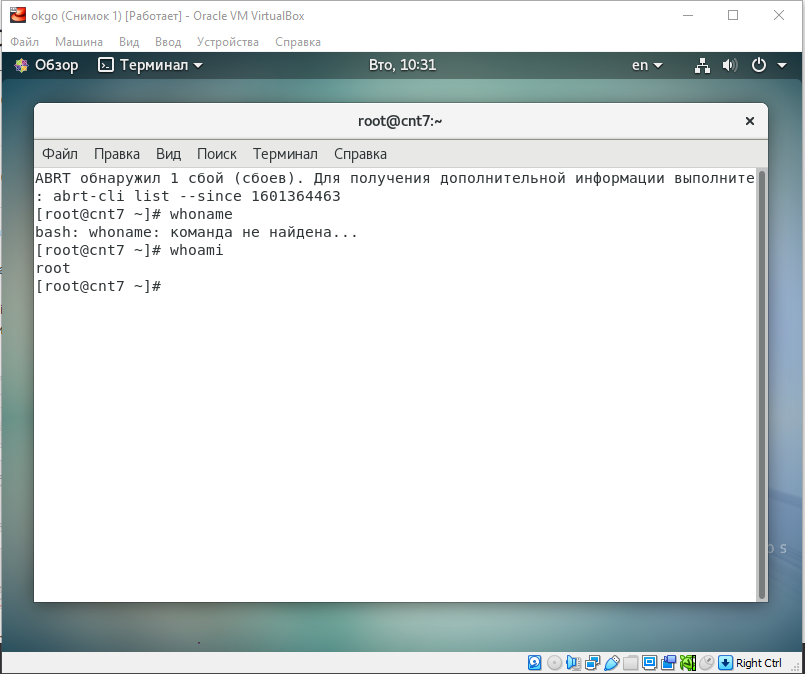 okgo (Снимок 1) [Работает] - Oracle VM VirtualBox
Файл Машина Вид Ввод Устройства Справка
Обзор Терминал Вто, 10:31 en
root@cnt7:~
Файл Правка Вид Поиск Терминал Справка
ABRT обнаружил 1 сбой (сбоев). Для получения дополнительной информации выполните
: abrt-cli list --since 1601364463
[root@cnt7 ~]# whoname
bash: whoname: команда не найдена...
[root@cnt7 ~]# whoami
root
[root@cnt7 ~]#
Right Ctrl